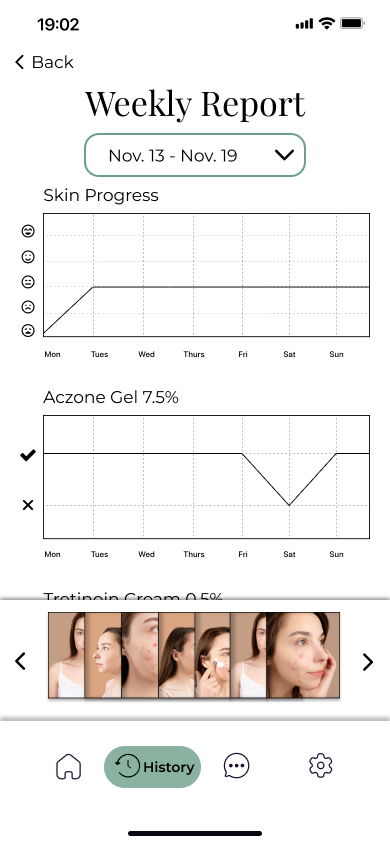 19:02
Back
Weekly Report
Nov. 13 - Nov. 19
Skin Progress
Mon Tues Wed Thurs Fri Sat Sun
Aczone Gel 7.5%
Mon Tues Wed Thurs Fri Sat Sun
Tretinoin Cream 0.5%
History